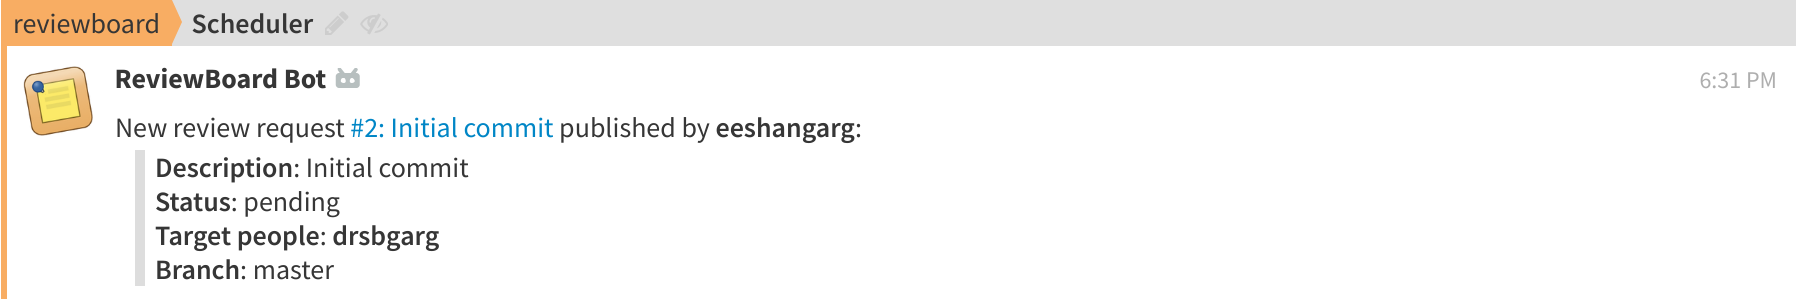 reviewboard Scheduler
ReviewBoard Bot 6:31 PM
New review request #2: Initial commit published by eeshangarg:
Description: Initial commit
Status: pending
Target people: drsbgarg
Branch: master